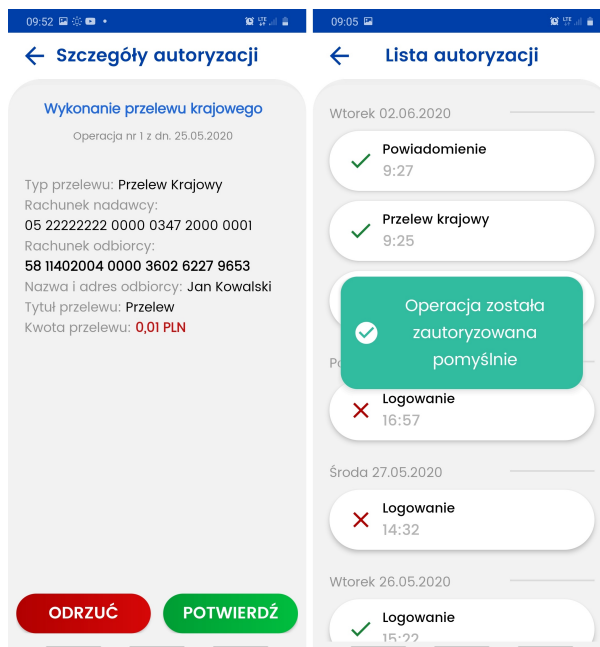 09:52
Szczegóły autoryzacji
Wykonanie przelewu krajowego
Operacja nr 1 z dn. 25.05.2020
Typ przelewu: Przelew Krajowy
Rachunek nadawcy:
05 22222222 0000 0347 2000 0001
Rachunek odbiorcy:
58 11402004 0000 3602 6227 9653
Nazwa i adres odbiorcy: Jan Kowalski
Tytuł przelewu: Przelew
Kwota przelewu: 0,01 PLN
ODRZUĆ
POTWIERDŹ
09:05
Lista autoryzacji
Wtorek 02.06.2020
Powiadomienie
9:27
Przelew krajowy
9:25
Operacja została
zautoryzowana
pomyślnie
Logowanie
16:57
Środa 27.05.2020
Logowanie
14:32
Wtorek 26.05.2020
Logowanie
15:22